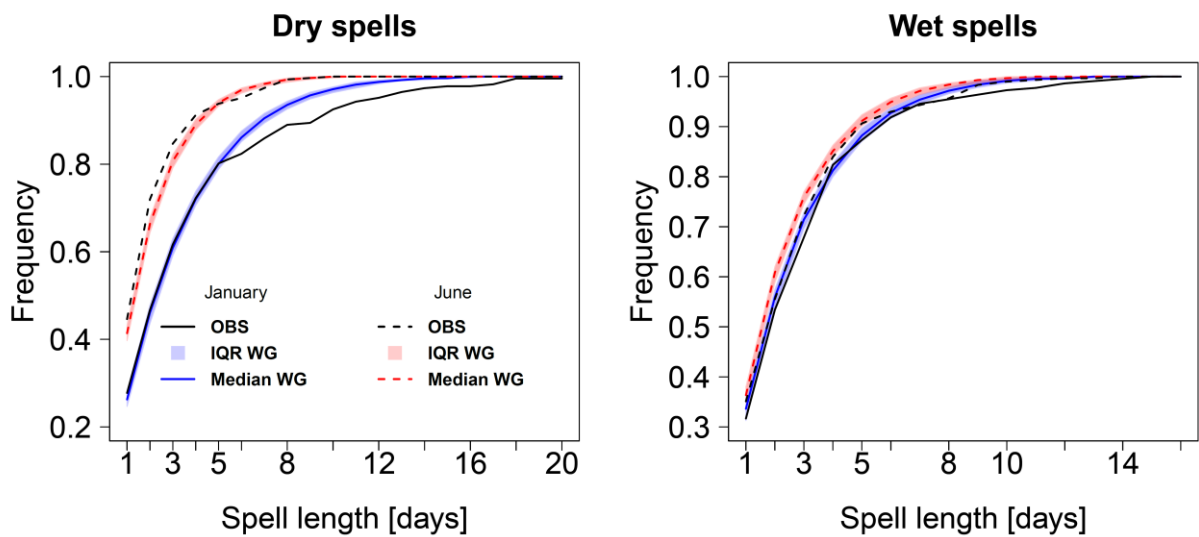 Dry spells
Frequency
1.0
0.8
0.6
0.4
0.2
January
OBS
IQR WG
Median WG
June
OBS
IQR WG
Median WG
1 3 5 8 12 16 20
Spell length [days]
Wet spells
Frequency
1.0
0.9
0.8
0.7
0.6
0.5
0.4
0.3
1 3 5 8 10 14
Spell length [days]